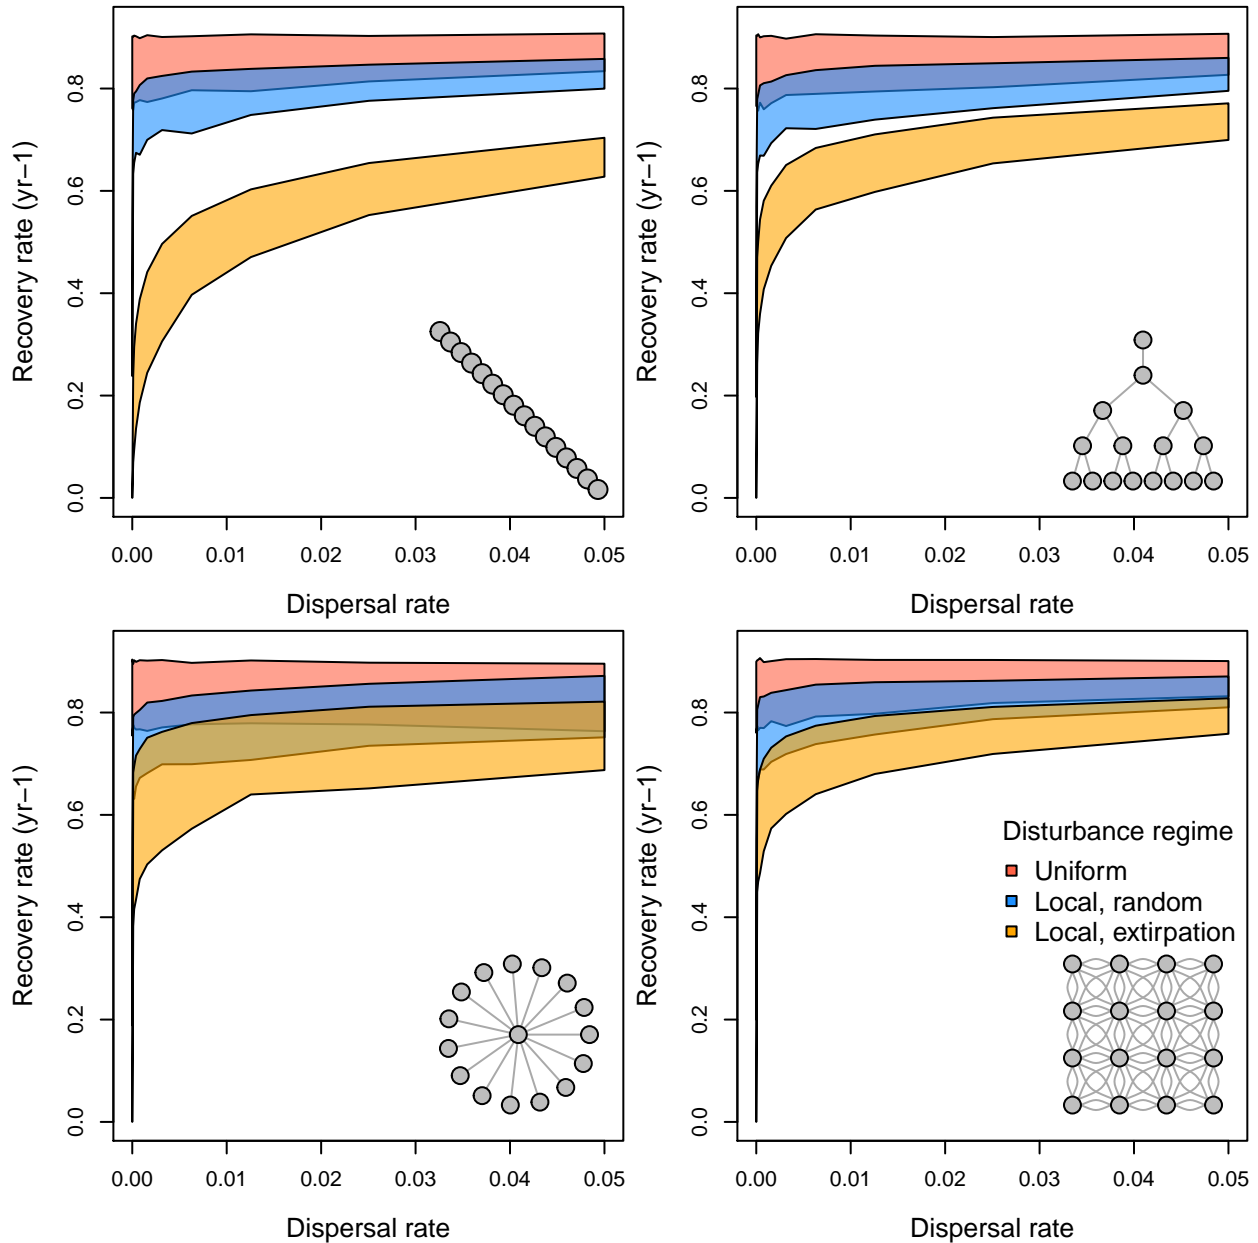 Recovery rate (yr−1)
0.8
0.6
0.4
0.2
0.0
0.00 0.01 0.02 0.03 0.04 0.05
Dispersal rate
Recovery rate (yr−1)
0.8
0.6
0.4
0.2
0.0
0.00 0.01 0.02 0.03 0.04 0.05
Dispersal rate
Recovery rate (yr−1)
0.8
0.6
0.4
0.2
0.0
0.00 0.01 0.02 0.03 0.04 0.05
Dispersal rate
Recovery rate (yr−1)
0.8
0.6
0.4
0.2
0.0
Disturbance regime
Uniform
Local, random
Local, extirpation
0.00 0.01 0.02 0.03 0.04 0.05
Dispersal rate